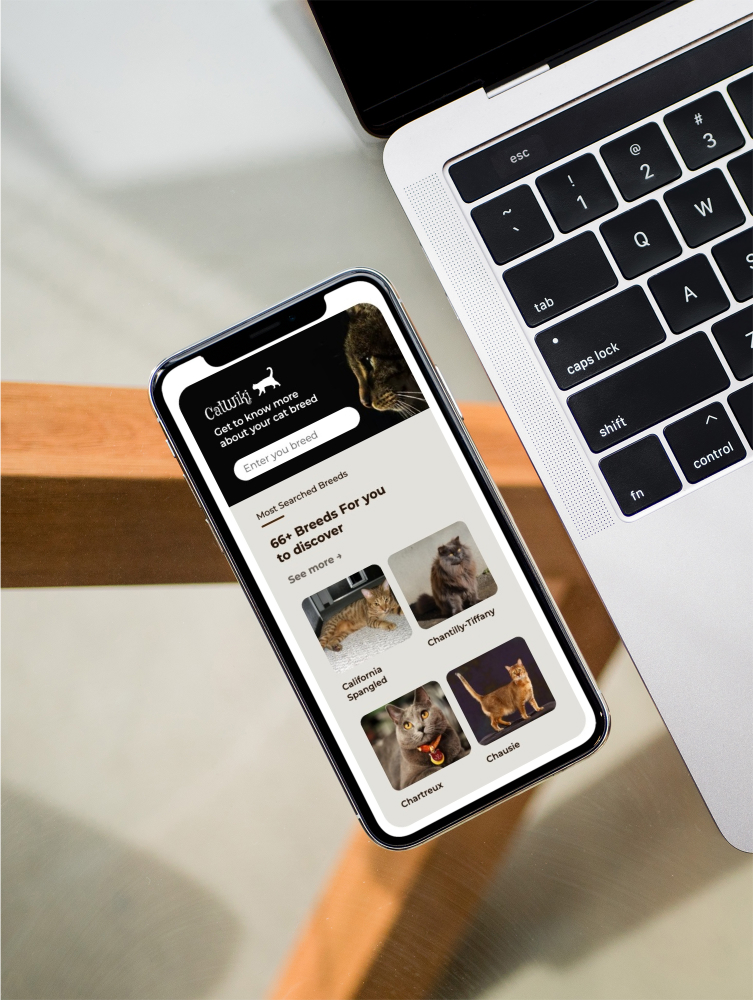 esc
~
`
!
1
@
2
#
3
tab
Q
W
caps lock
A
S
shift
Z
fn
^
control
CatWiki
Get to know more
about your cat breed
Enter you breed
Most Searched Breeds
66+ Breeds For you
to discover
See more →
California
Spangled
Chantilly-Tiffany
Chartreux
Chausie